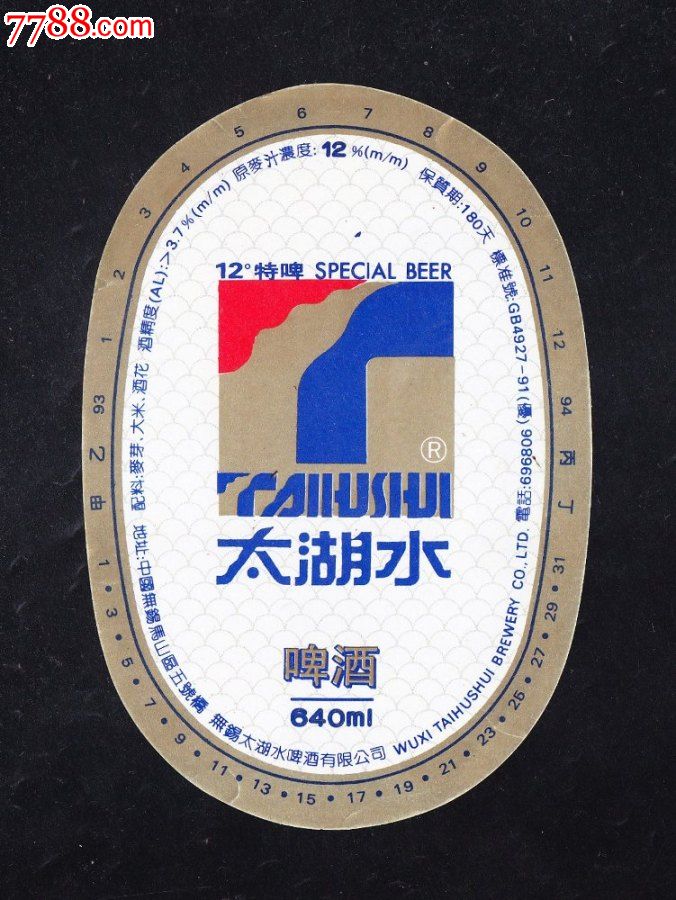 7788.com
1 2 3 4 5 6 7 8 9 10 11 12
93 94
甲 乙 丙 丁
1·3·5·7·9·11·13·15·17·19·21·23·25·27·29·31
配料:麥芽、大米、酒花 酒精度(AL):>3.7%(m/m) 原麥汁濃度:12%(m/m) 保質期:180天 標准號:GB4927-91(優)
12°特啤 SPECIAL BEER
®
TAIHUSHUI
太湖水
啤酒
640ml
地址:中國無錫馬山區五號橋 無錫太湖水啤酒有限公司 WUXI TAIHUSHUI BREWERY CO., LTD. 電話:696806